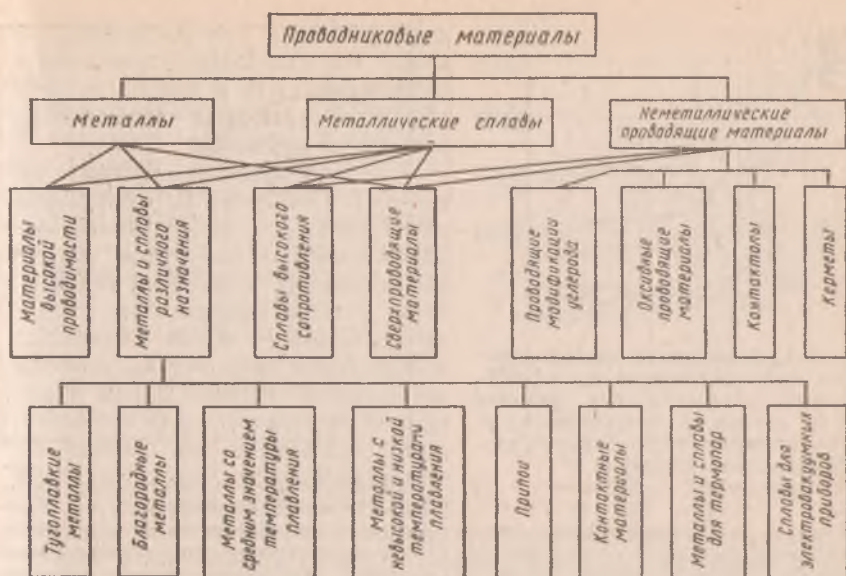 Проводниковые материалы
Металлы
Металлические сплавы
Неметаллические
проводящие материалы
Материалы
высокой
проводимости
Металлы и сплавы
различного
назначения
Сплавы высокого
сопротивления
Сверхпроводящие
материалы
Проводящие
модификации
углерода
Оксидные
проводящие
материалы
Контактолы
Керметы
Тугоплавкие
металлы
Благородные
металлы
Металлы со
средним значением
температуры
плавления
Металлы с
невысокой и низкой
температурами
плавления
Припои
Контактные
материалы
Металлы и сплавы
для термопар
Сплавы для
электровакуумных
приборов